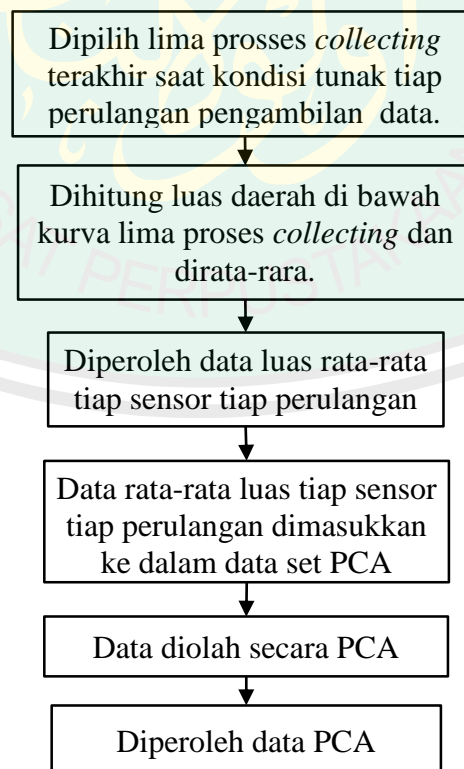 Dipilih lima prosses collecting
terakhir saat kondisi tunak tiap
perulangan pengambilan data.
Dihitung luas daerah di bawah
kurva lima proses collecting dan
dirata-rara.
Diperoleh data luas rata-rata
tiap sensor tiap perulangan
Data rata-rata luas tiap sensor
tiap perulangan dimasukkan
ke dalam data set PCA
Data diolah secara PCA
Diperoleh data PCA